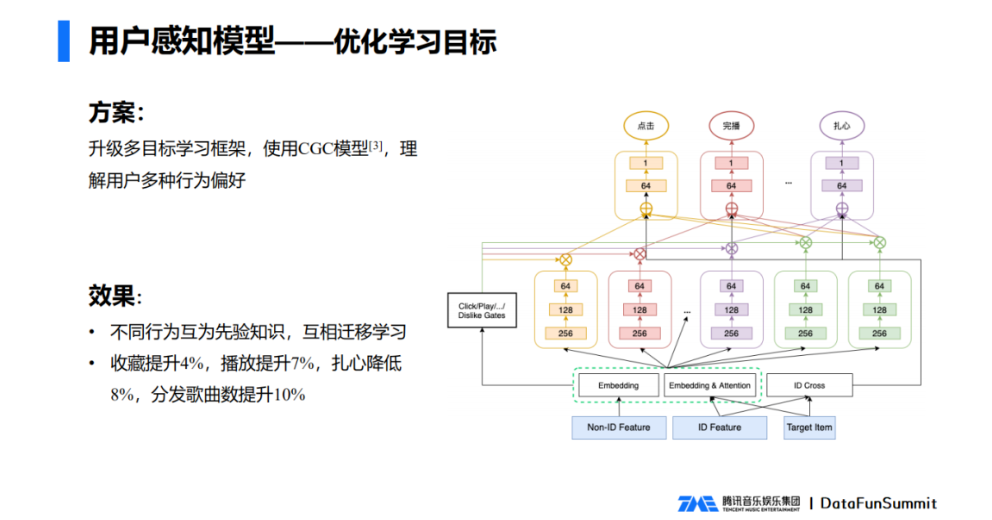 用户感知模型——优化学习目标
方案：
升级多目标学习框架，使用CGC模型[3]，理
解用户多种行为偏好
效果：
• 不同行为互为先验知识，互相迁移学习
• 收藏提升4%，播放提升7%，扎心降低
8%，分发歌曲数提升10%
点击 完播 扎心
1 1 1
64 64 ... 64
64 64 64 64 64
Click/Play/.../
Dislike Gates
128 128 ... 128 128 128
256 256 256 256 256
Embedding Embedding & Attention ID Cross
Non-ID Feature ID Feature Target Item
TME 腾讯音乐娱乐集团 | DataFunSummit
TENCENT MUSIC ENTERTAINMENT